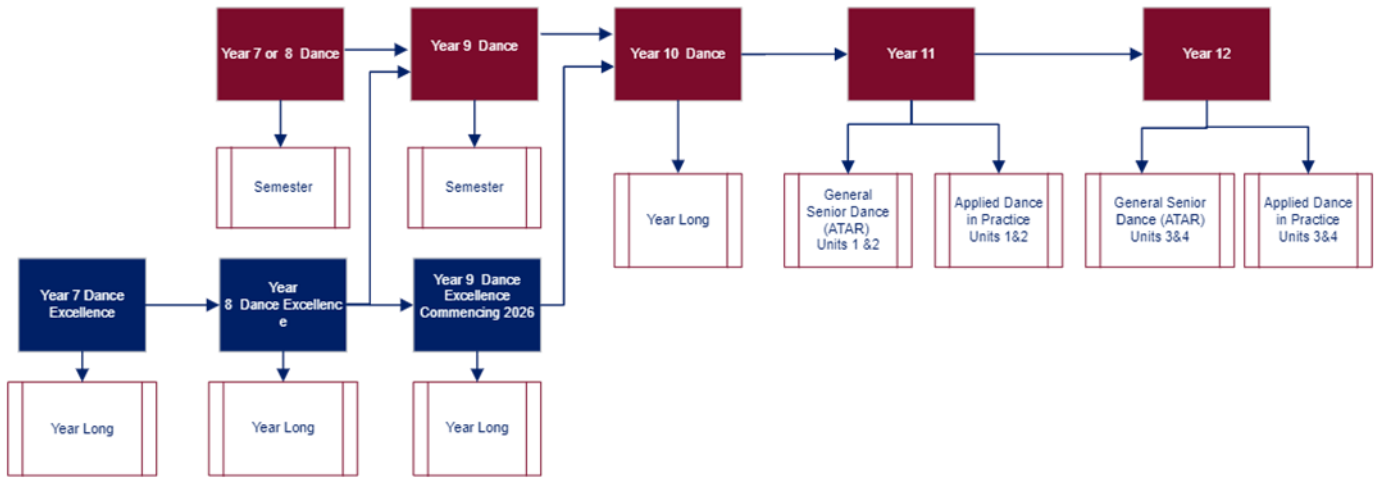 Year 7 or 8 Dance
Year 9 Dance
Year 10 Dance
Year 11
Year 12
Semester
Semester
Year Long
General
Senior Dance
(ATAR)
Units 1 &2
Applied Dance
in Practice
Units 1&2
General Senior
Dance (ATAR)
Units 3&4
Applied Dance
in Practice
Units 3&4
Year 7 Dance
Excellence
Year
8 Dance Excellenc
e
Year 9 Dance
Excellence
Commencing 2026
Year Long
Year Long
Year Long